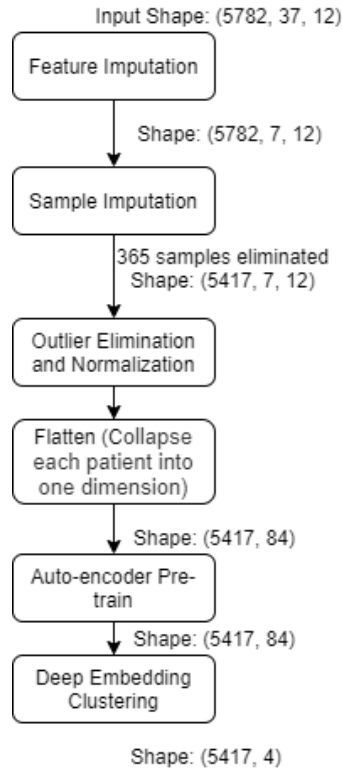 Input Shape: (5782, 37, 12)
Feature Imputation
Shape: (5782, 7, 12)
Sample Imputation
365 samples eliminated
Shape: (5417, 7, 12)
Outlier Elimination
and Normalization
Flatten (Collapse
each patient into
one dimension)
Shape: (5417, 84)
Auto-encoder Pre-
train
Shape: (5417, 84)
Deep Embedding
Clustering
Shape: (5417, 4)